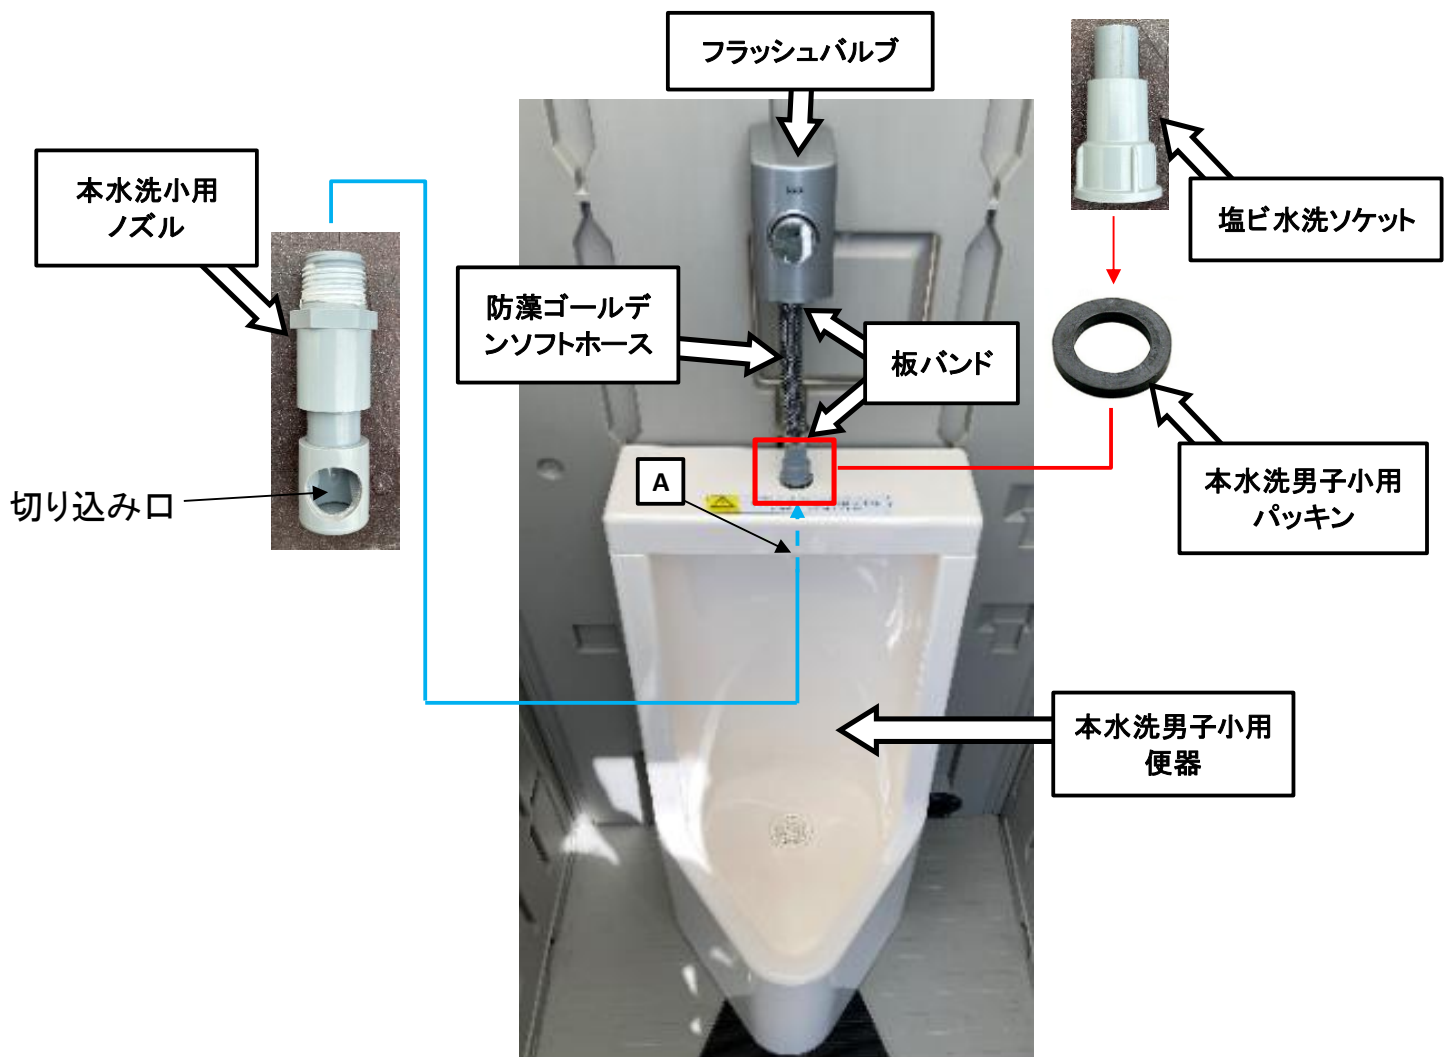 フラッシュバルブ
本水洗小用
ノズル
塩ビ水洗ソケット
防藻ゴールデ
ンソフトホース
板バンド
A
切り込み口
本水洗男子小用
パッキン
本水洗男子小用
便器